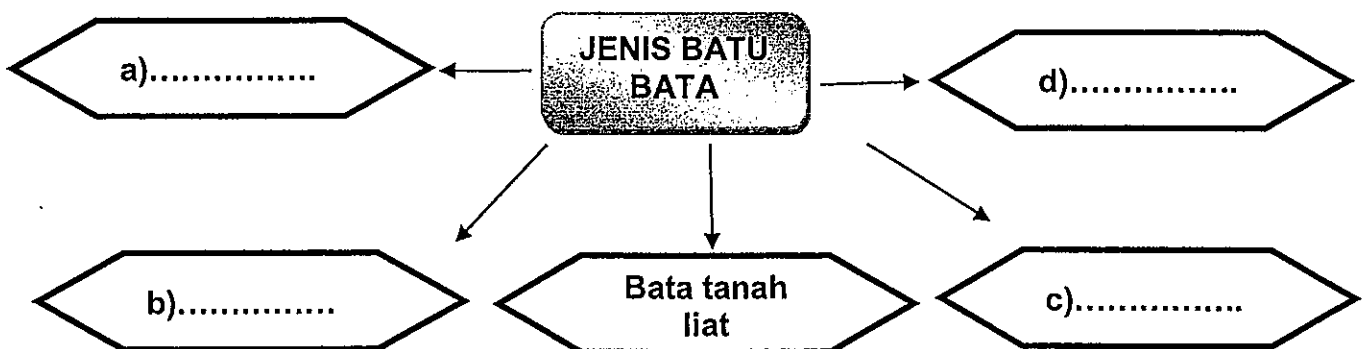 JENIS BATU
BATA
a)................
d)................
b)...............
Bata tanah
liat
c)................